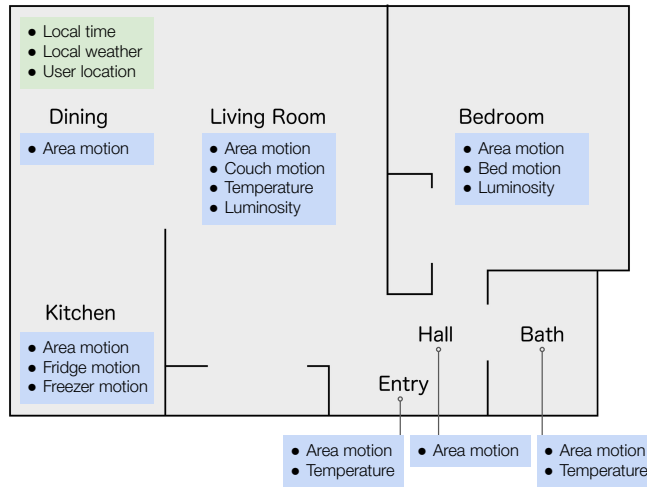 ● Local time
● Local weather
● User location
Dining
● Area motion
Living Room
● Area motion
● Couch motion
● Temperature
● Luminosity
Bedroom
● Area motion
● Bed motion
● Luminosity
Kitchen
● Area motion
● Fridge motion
● Freezer motion
Hall
Bath
Entry
● Area motion
● Temperature
● Area motion
● Area motion
● Temperature